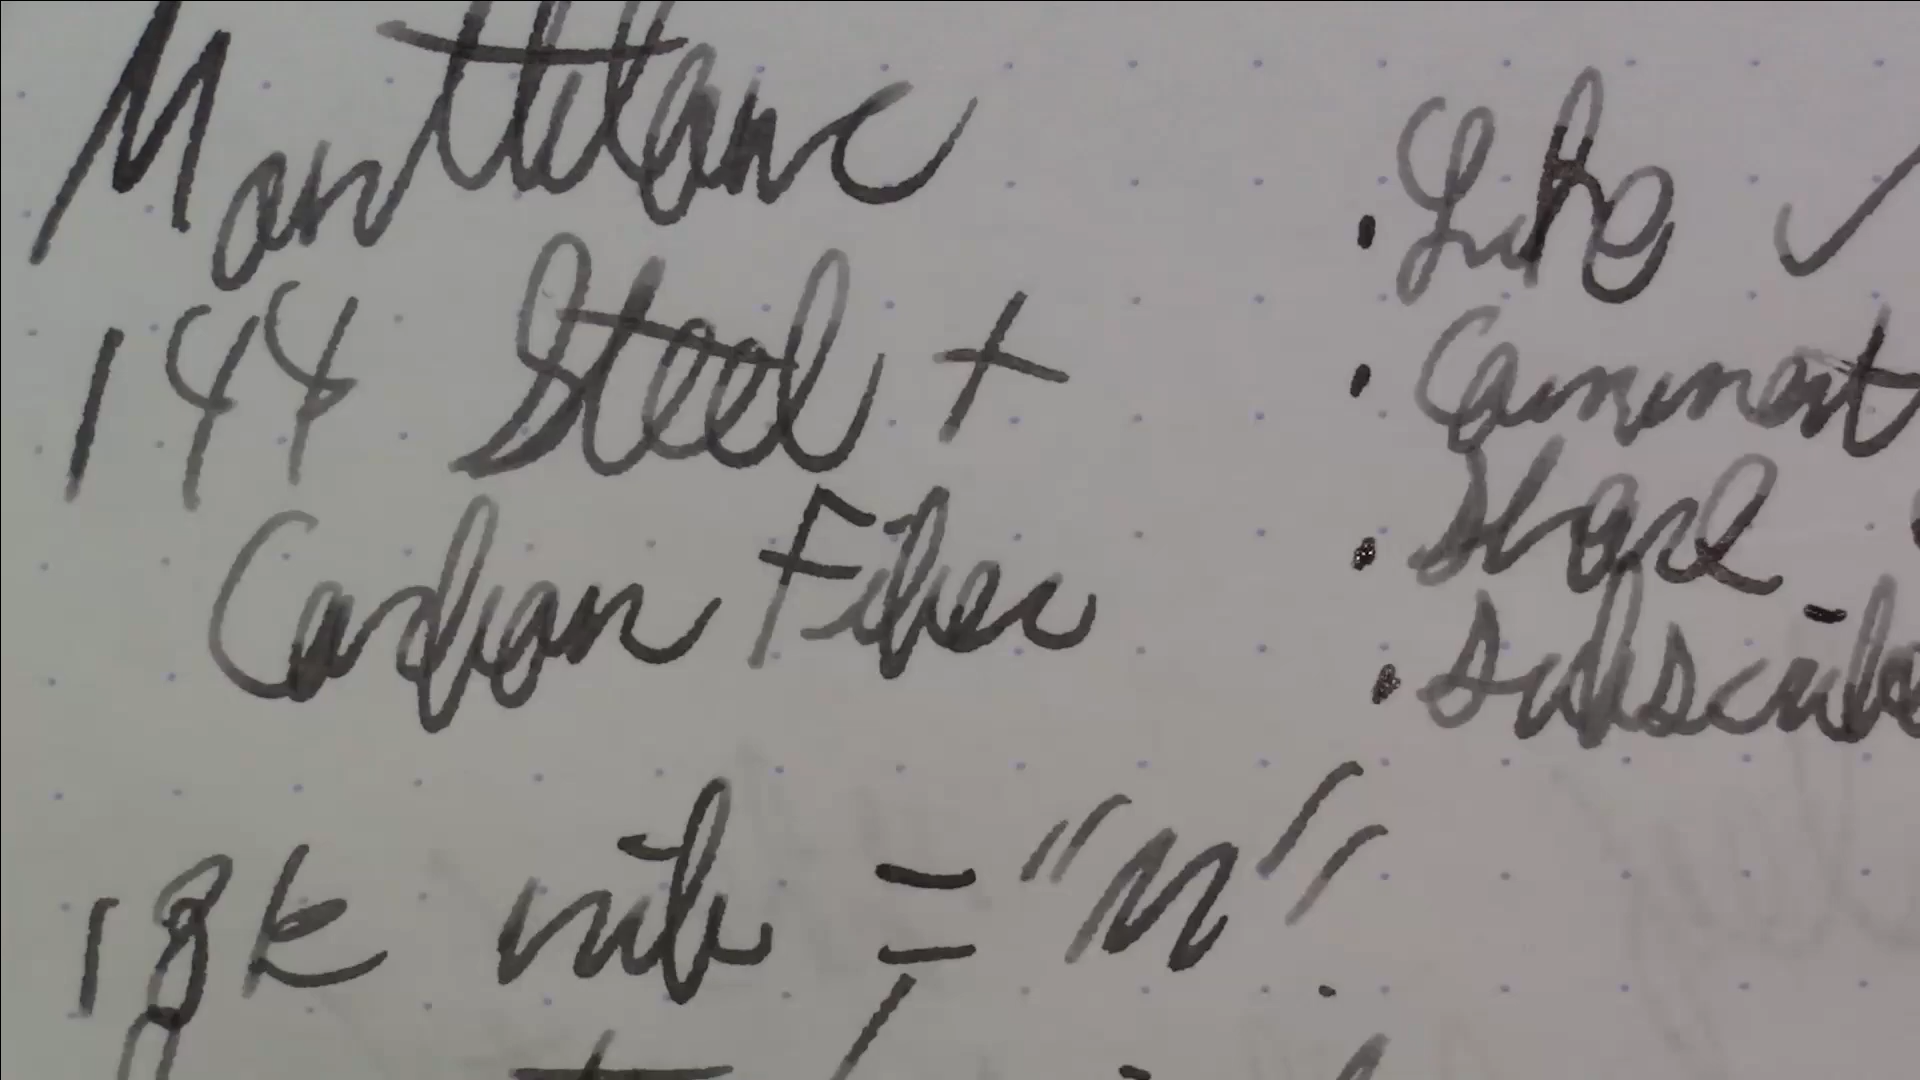 Montblanc
144 Steel +
Carbon Fiber
18k nib = "M"
• Like ✓
• Comment
• Share
• Subscribe